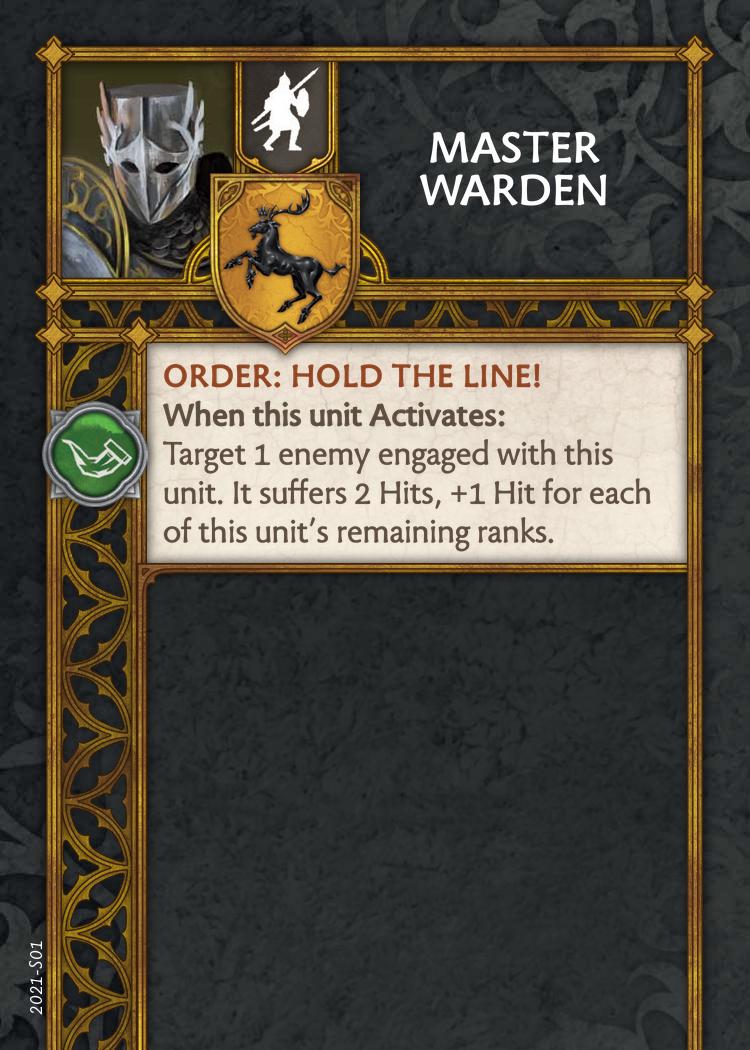 MASTER
WARDEN
ORDER: HOLD THE LINE!
When this unit Activates:
Target 1 enemy engaged with this
unit. It suffers 2 Hits, +1 Hit for each
of this unit's remaining ranks.
2021-S01